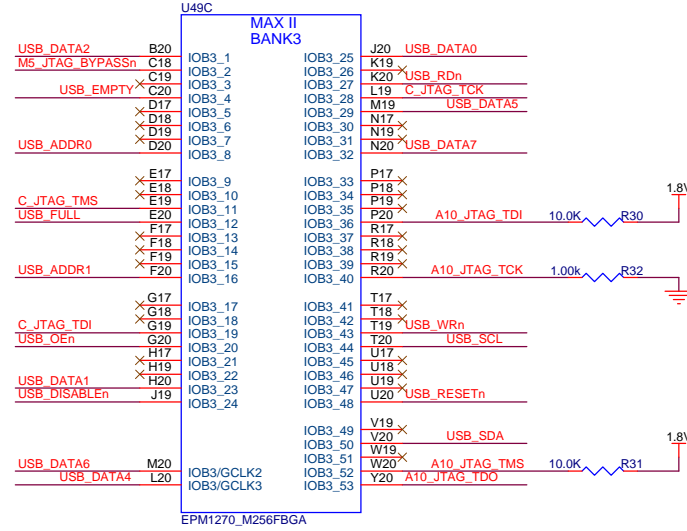 U49C
MAX II
BANK3
USB_DATA2 B20 IOB3_1 IOB3_25 J20 USB_DATA0
M5_JTAG_BYPASSn C18 IOB3_2 IOB3_26 K19
C19 IOB3_3 IOB3_27 K20 USB_RDn
USB_EMPTY C20 IOB3_4 IOB3_28 L19 C_JTAG_TCK
D17 IOB3_5 IOB3_29 M19 USB_DATA5
D18 IOB3_6 IOB3_30 N17
D19 IOB3_7 IOB3_31 N19
USB_ADDR0 D20 IOB3_8 IOB3_32 N20 USB_DATA7
E17 IOB3_9 IOB3_33 P17
E18 IOB3_10 IOB3_34 P18 1.8V
C_JTAG_TMS E19 IOB3_11 IOB3_35 P19
USB_FULL E20 IOB3_12 IOB3_36 P20 A10_JTAG_TDI 10.0K R30
F17 IOB3_13 IOB3_37 R17
F18 IOB3_14 IOB3_38 R18
F19 IOB3_15 IOB3_39 R19
USB_ADDR1 F20 IOB3_16 IOB3_40 R20 A10_JTAG_TCK 1.00k R32
G17 IOB3_17 IOB3_41 T17
G18 IOB3_18 IOB3_42 T18
C_JTAG_TDI G19 IOB3_19 IOB3_43 T19 USB_WRn
USB_OEn G20 IOB3_20 IOB3_44 T20 USB_SCL
H17 IOB3_21 IOB3_45 U17
H19 IOB3_22 IOB3_46 U18
USB_DATA1 H20 IOB3_23 IOB3_47 U19
USB_DISABLEn J19 IOB3_24 IOB3_48 U20 USB_RESETn
IOB3_49 V19
IOB3_50 V20 USB_SDA 1.8V
IOB3_51 W19
USB_DATA6 M20 IOB3/GCLK2 IOB3_52 W20 A10_JTAG_TMS 10.0K R31
USB_DATA4 L20 IOB3/GCLK3 IOB3_53 Y20 A10_JTAG_TDO
EPM1270_M256FBGA